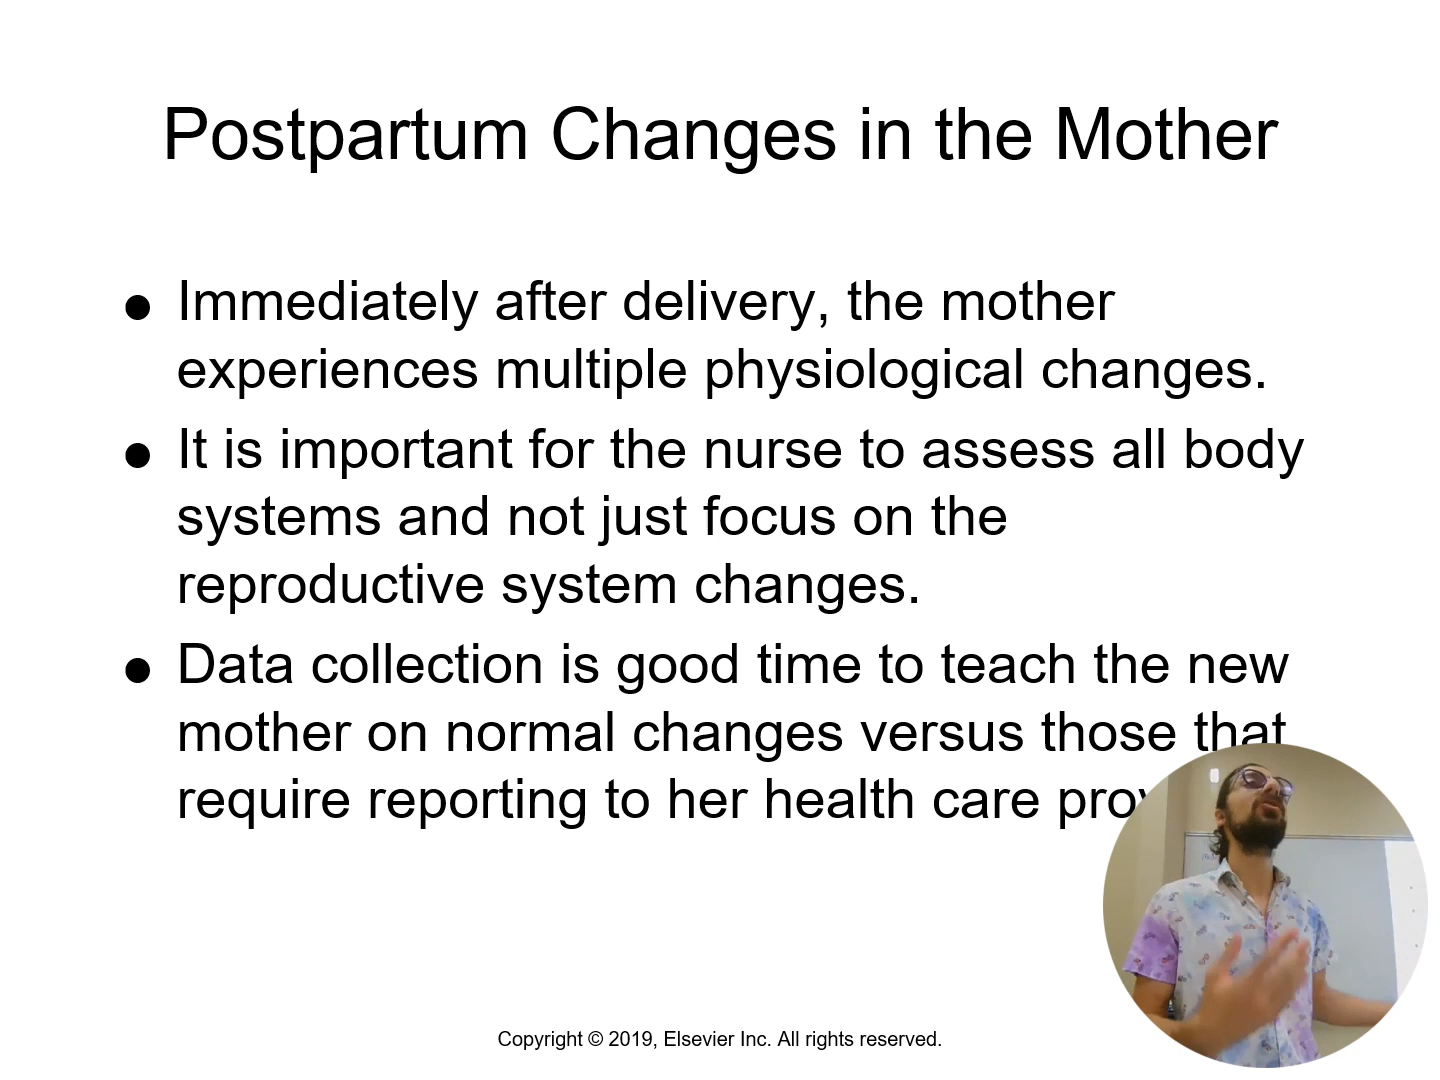 Postpartum Changes in the Mother
● Immediately after delivery, the mother
experiences multiple physiological changes.
● It is important for the nurse to assess all body
systems and not just focus on the
reproductive system changes.
● Data collection is good time to teach the new
mother on normal changes versus those that
require reporting to her health care
Copyright © 2019, Elsevier Inc. All rights reserved.